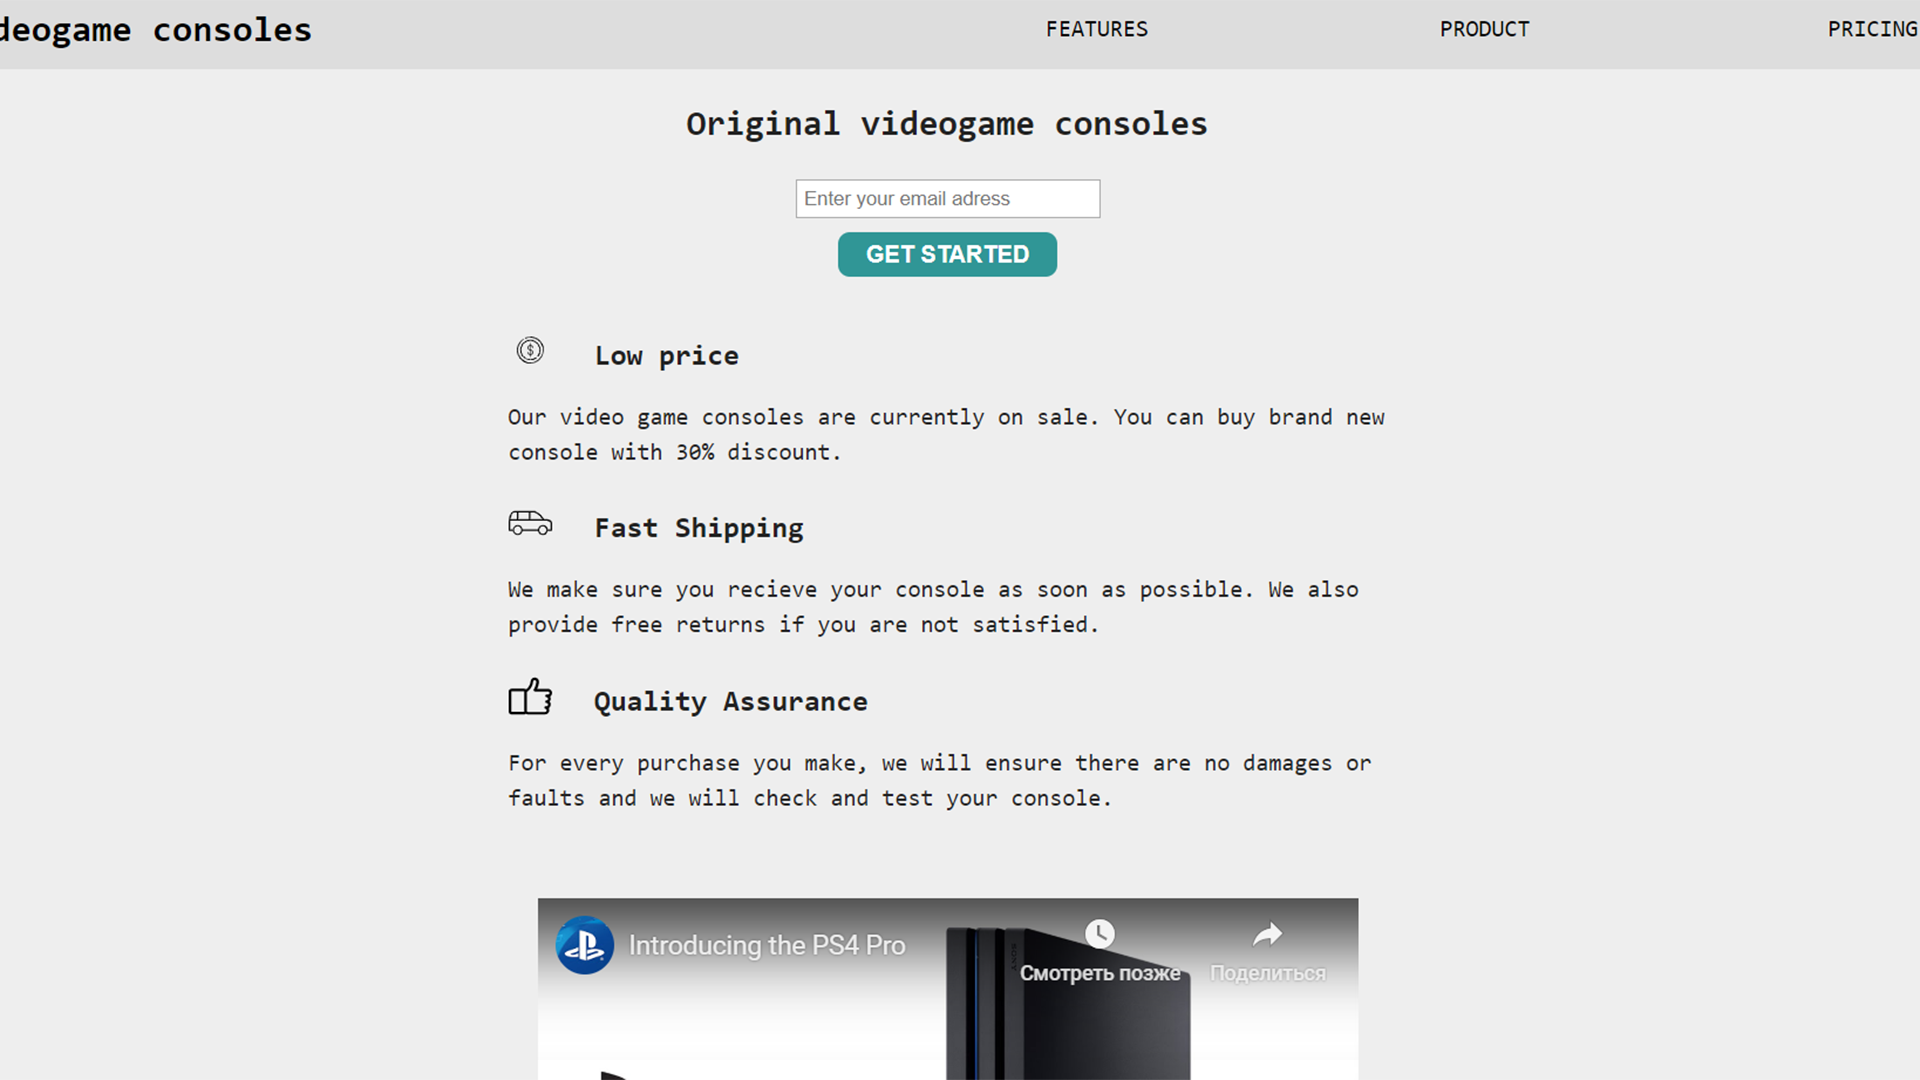 deogame consoles
FEATURES
PRODUCT
PRICING
Original videogame consoles
Enter your email adress
GET STARTED
Low price
Our video game consoles are currently on sale. You can buy brand new
console with 30% discount.
Fast Shipping
We make sure you recieve your console as soon as possible. We also
provide free returns if you are not satisfied.
Quality Assurance
For every purchase you make, we will ensure there are no damages or
faults and we will check and test your console.
Introducing the PS4 Pro
Смотреть позже
Поделиться
SONY